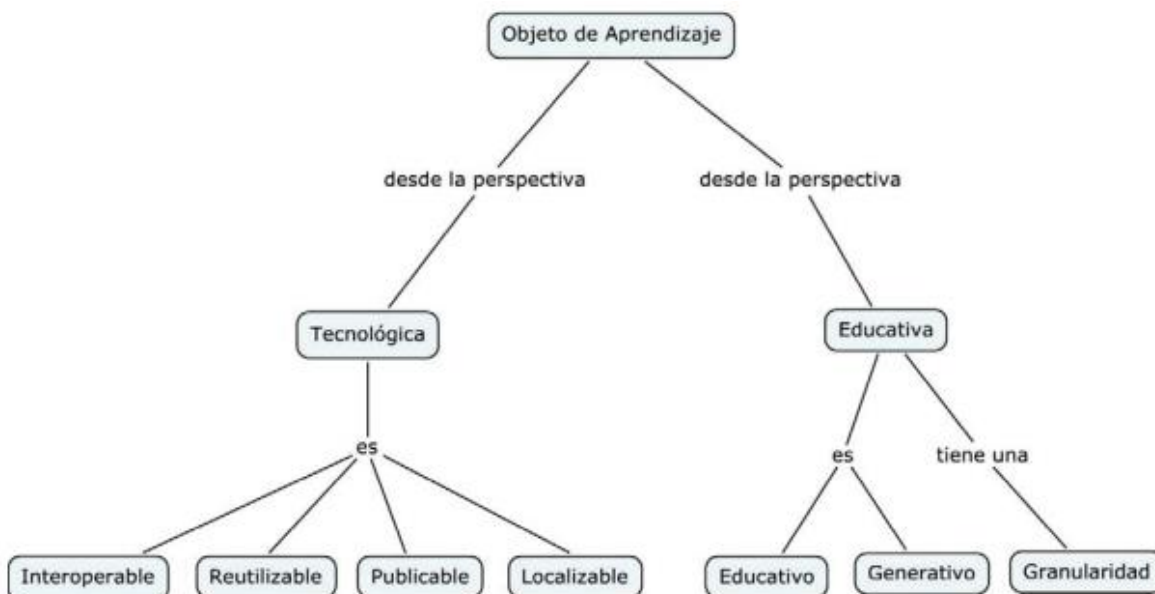 Objeto de Aprendizaje
desde la perspectiva
desde la perspectiva
Tecnológica
Educativa
es
es
tiene una
Interoperable
Reutilizable
Publicable
Localizable
Educativo
Generativo
Granularidad